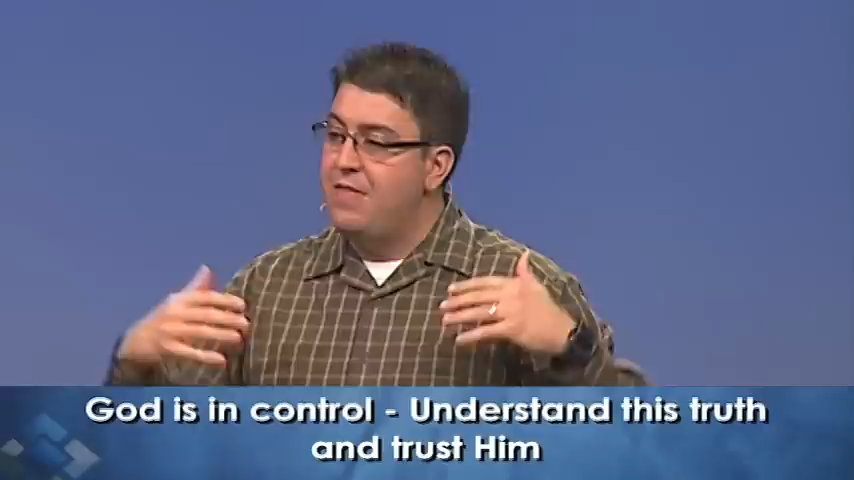 God is in control - Understand this truth
and trust Him